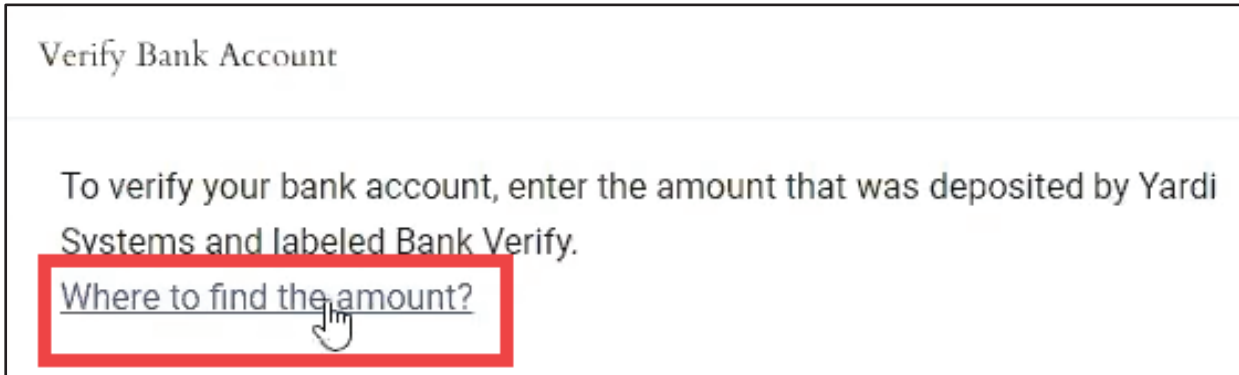 Verify Bank Account
To verify your bank account, enter the amount that was deposited by Yardi
Systems and labeled Bank Verify.
Where to find the amount?